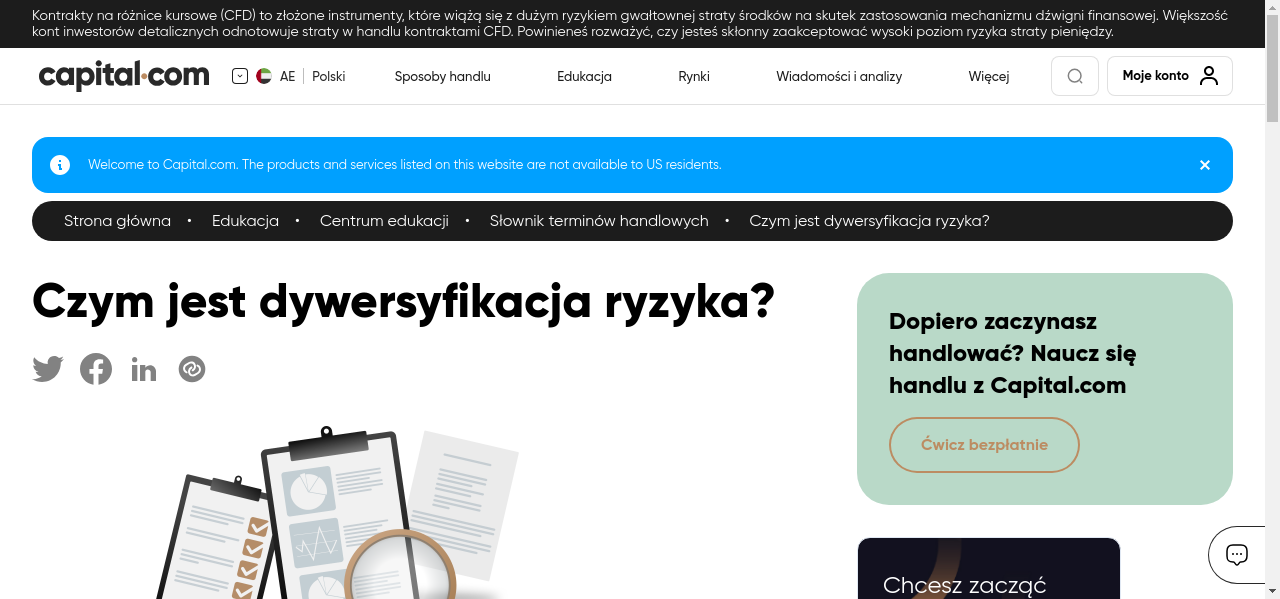 Kontrakty na różnice kursowe (CFD) to złożone instrumenty, które wiążą się z dużym ryzykiem gwałtownej straty środków na skutek zastosowania mechanizmu dźwigni finansowej. Większość
kont inwestorów detalicznych odnotowuje straty w handlu kontraktami CFD. Powinieneś rozważyć, czy jesteś skłonny zaakceptować wysoki poziom ryzyka straty pieniędzy.
capital.com AE Polski Sposoby handlu Edukacja Rynki Wiadomości i analizy Więcej Moje konto
Welcome to Capital.com. The products and services listed on this website are not available to US residents.
Strona główna • Edukacja • Centrum edukacji • Słownik terminów handlowych • Czym jest dywersyfikacja ryzyka?
Czym jest dywersyfikacja ryzyka?
Dopiero zaczynasz
handlować? Naucz się
handlu z Capital.com
Ćwicz bezpłatnie
Chcesz zacząć